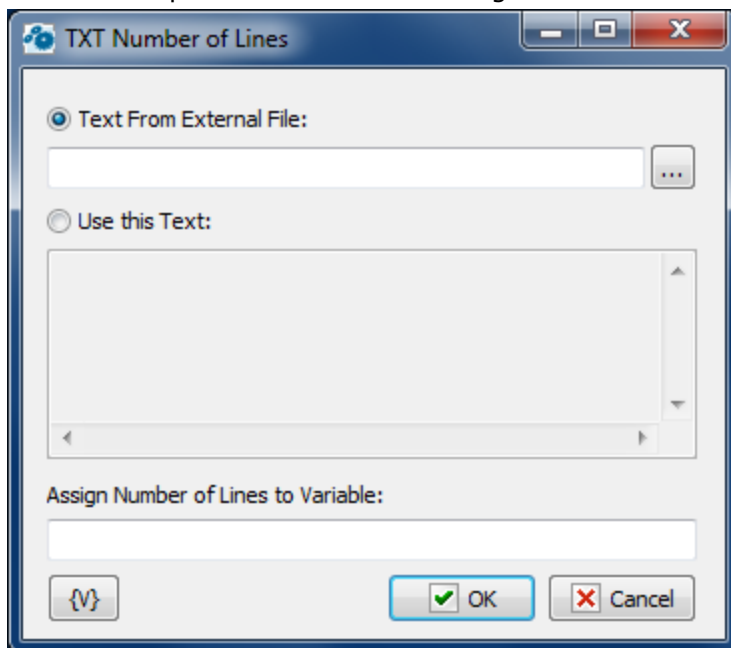 TXT Number of Lines
Text From External File:
...
Use this Text:
Assign Number of Lines to Variable:
{V} OK Cancel